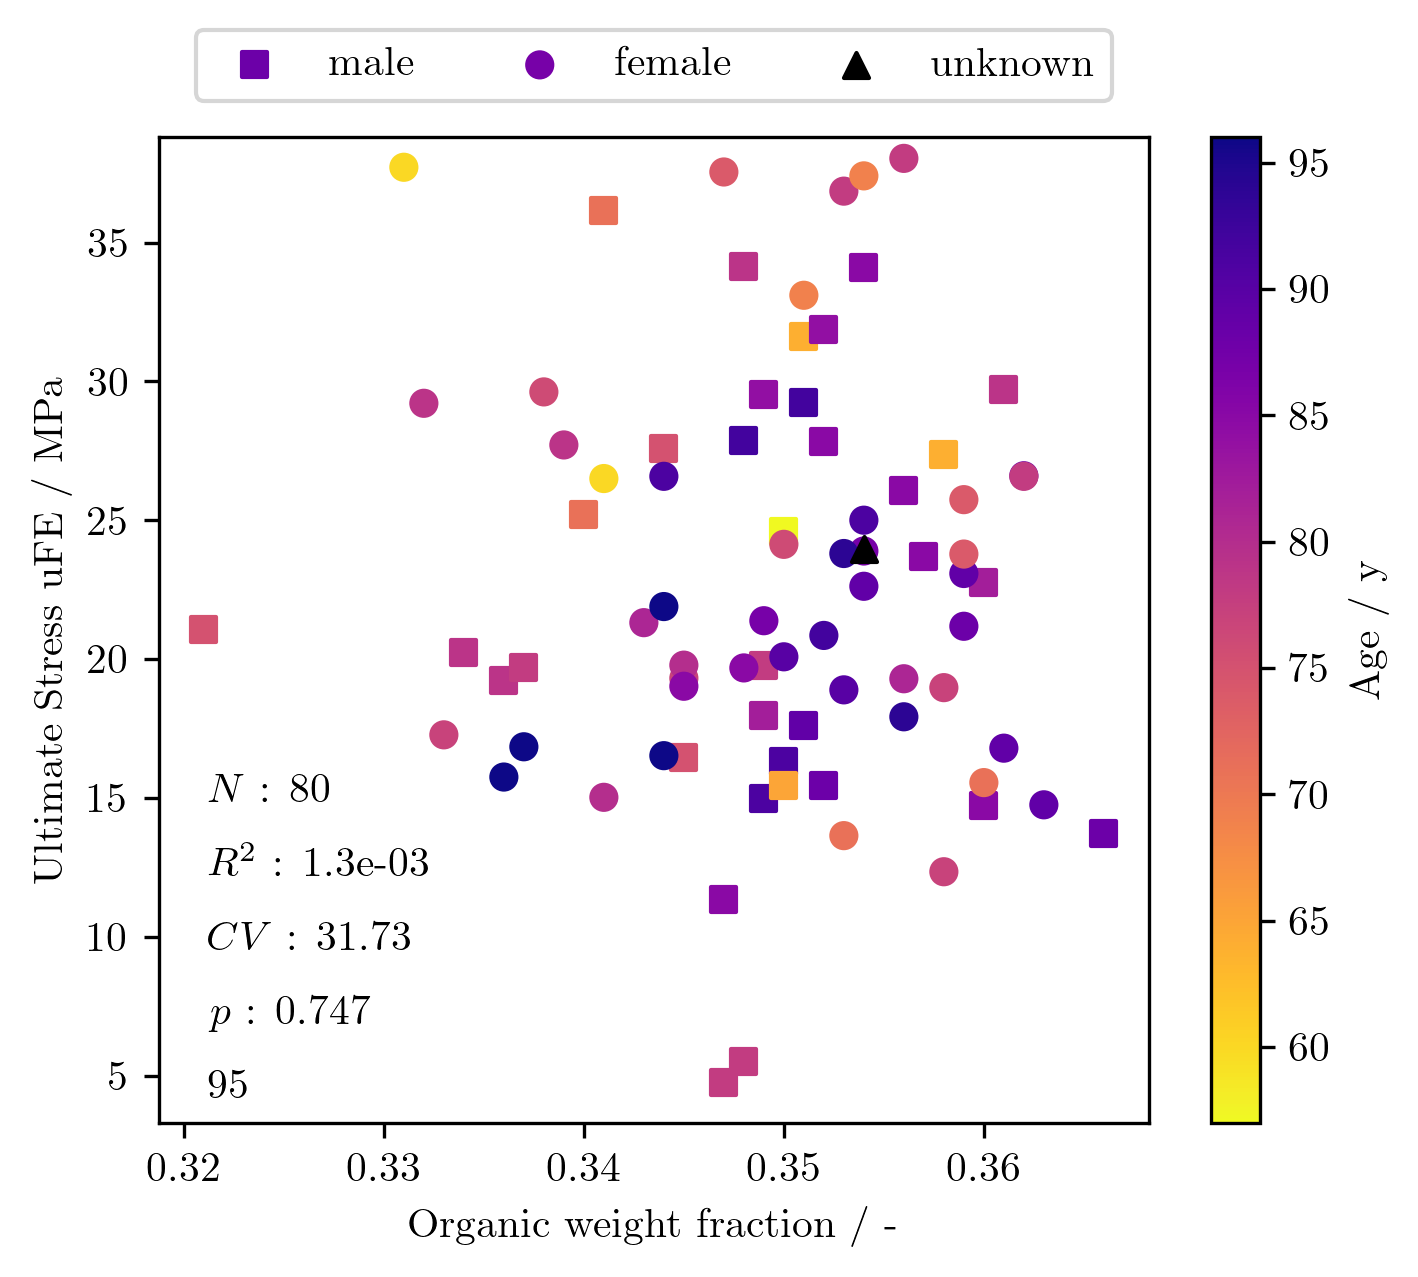 male female unknown
35
30
25
20
15
10
5
Ultimate Stress uFE / MPa
N : 80
R² : 1.3e-03
CV : 31.73
p : 0.747
95
0.32 0.33 0.34 0.35 0.36
Organic weight fraction / -
95
90
85
80
75
70
65
60
Age / y